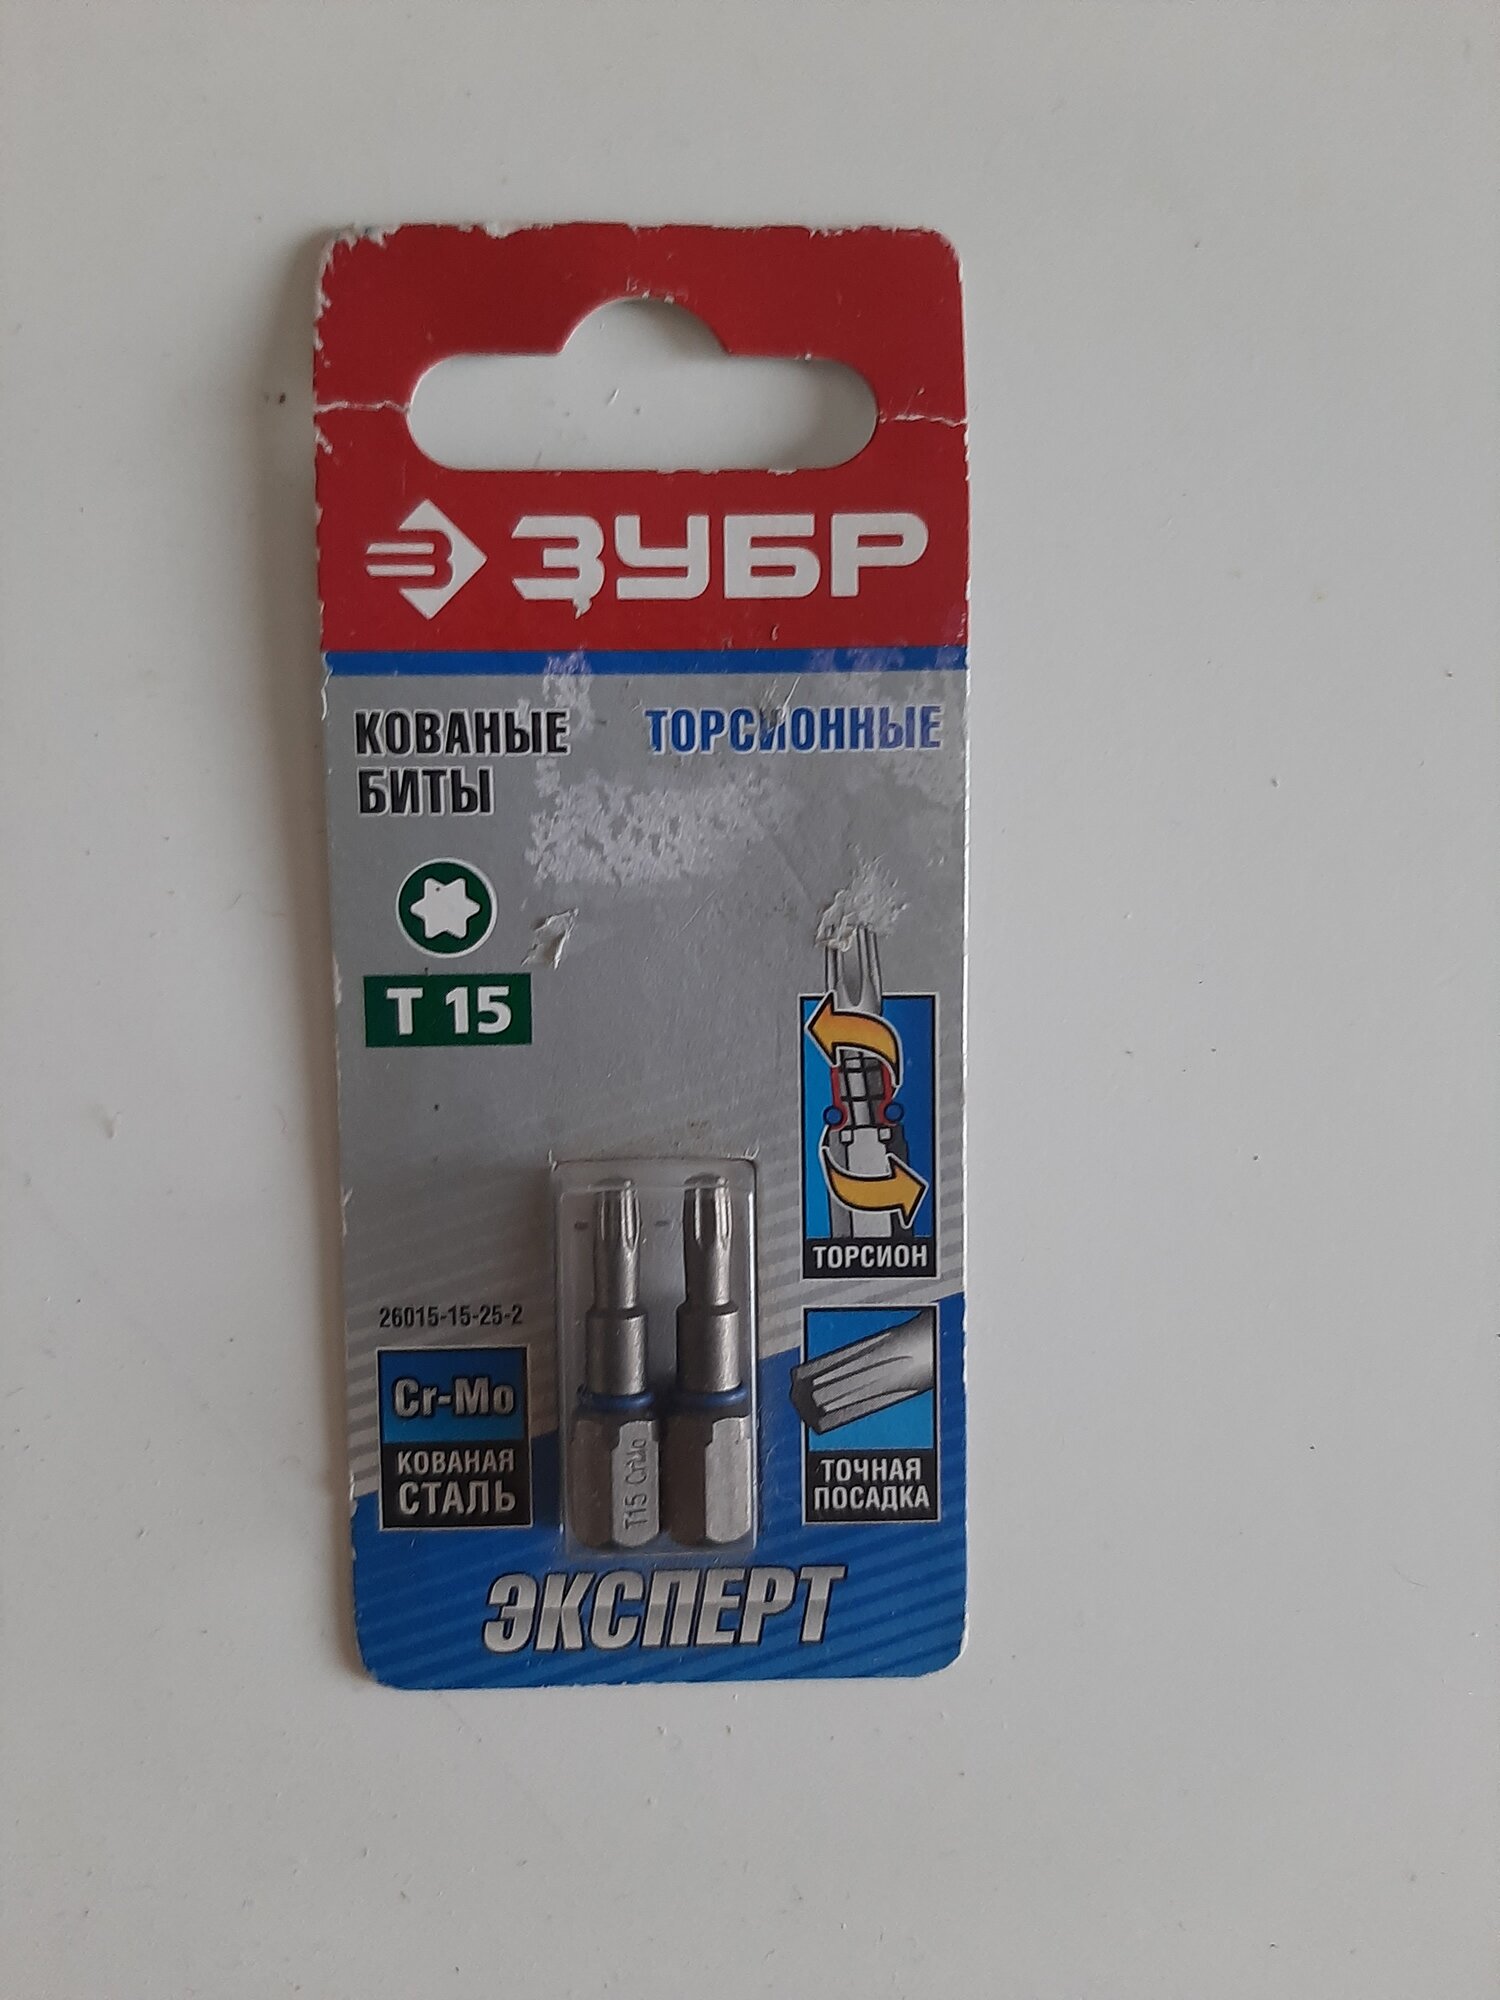 ЗУБР
КОВАНЫЕ
БИТЫ
ТОРСИОННЫЕ
T 15
ТОРСИОН
26015-15-25-2
Cr-Mo
КОВАНАЯ
СТАЛЬ
T15 CrMo
ТОЧНАЯ
ПОСАДКА
ЭКСПЕРТ